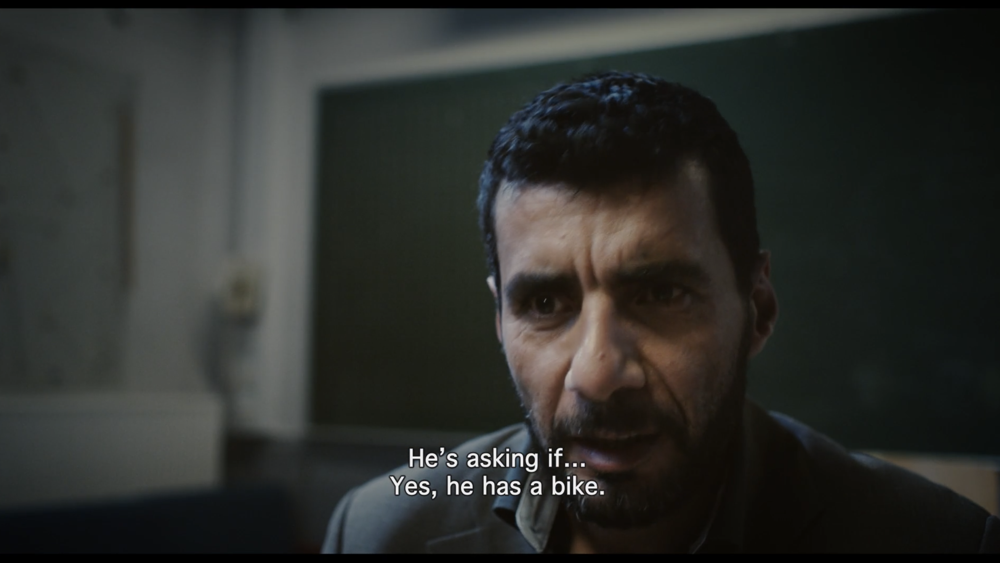 He’s asking if...
Yes, he has a bike.